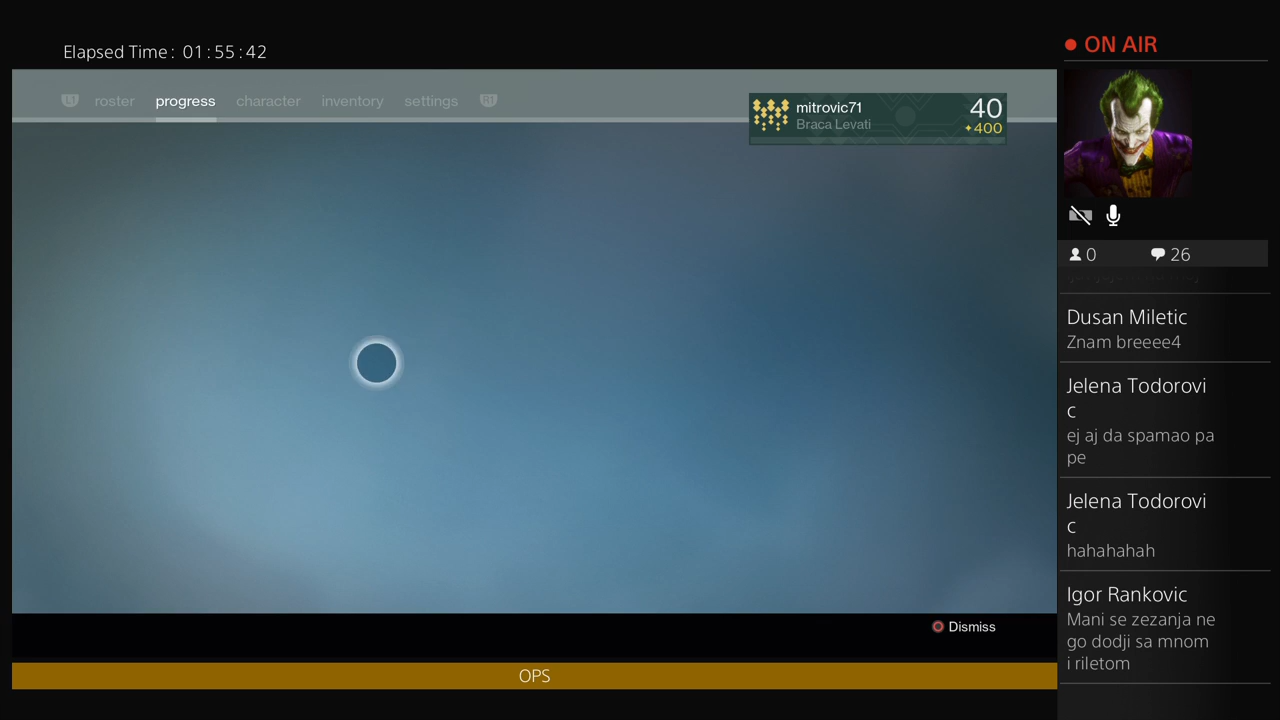 Elapsed Time: 01:55:42
ON AIR
L1 roster progress character inventory settings R1
mitrovic71
Braca Levati
40
400
0 26
Dusan Miletic
Znam breeee4
Jelena Todorovi
c
ej aj da spamao pa
pe
Jelena Todorovi
c
hahahahah
Igor Rankovic
Mani se zezanja ne
go dodji sa mnom
i riletom
Dismiss
OPS